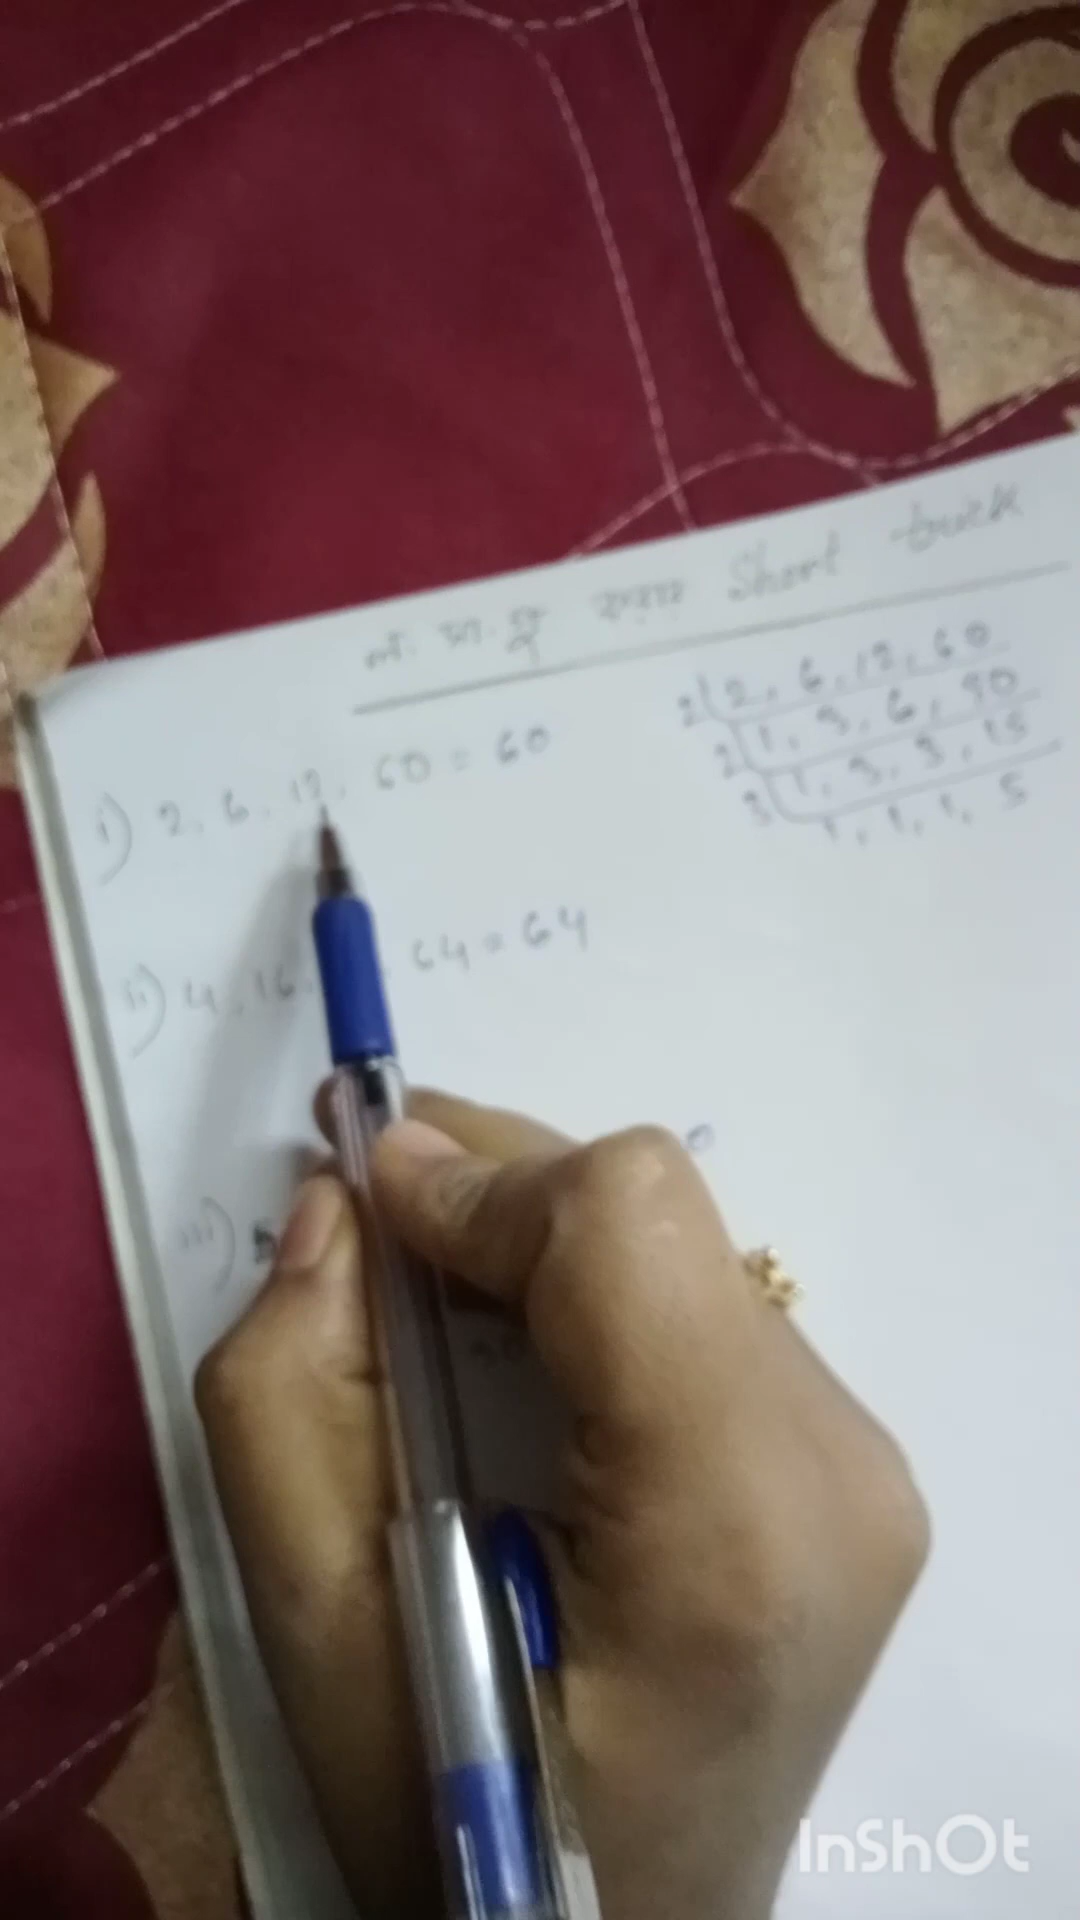 ल. सा. गु Short trick
i) 2, 6, 12, 60 = 60
2 2, 6, 12, 60
2 1, 3, 6, 30
3 1, 3, 3, 15
1, 1, 1, 5
ii) 4, 16, 64 = 64
iii)
InShOt